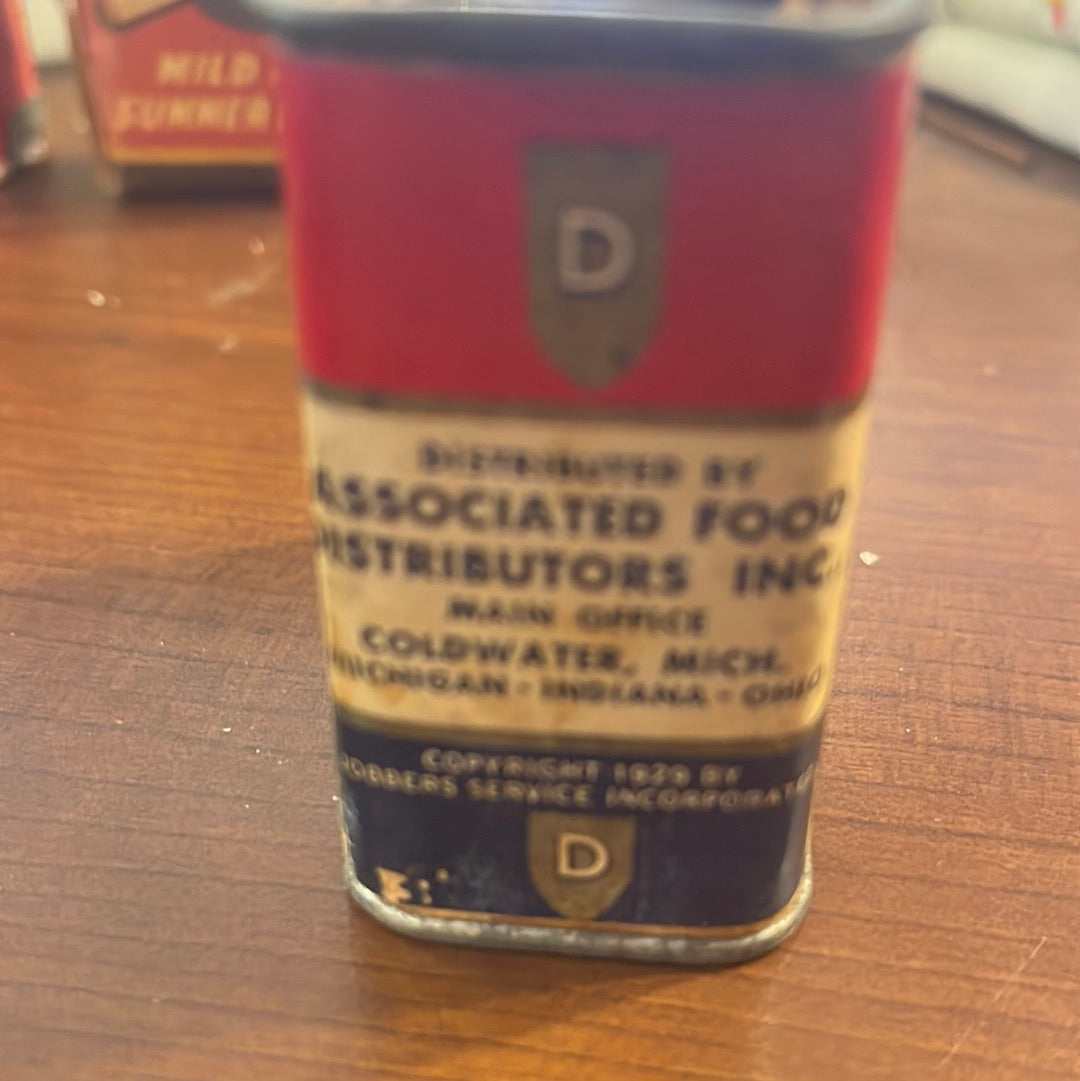 MILD
SUMMER
D
DISTRIBUTED BY
ASSOCIATED FOOD
DISTRIBUTORS INC.
MAIN OFFICE
COLDWATER, MICH.
MICHIGAN - INDIANA - OHIO
COPYRIGHT 1929 BY
JOBBERS SERVICE INCORPORATED
D